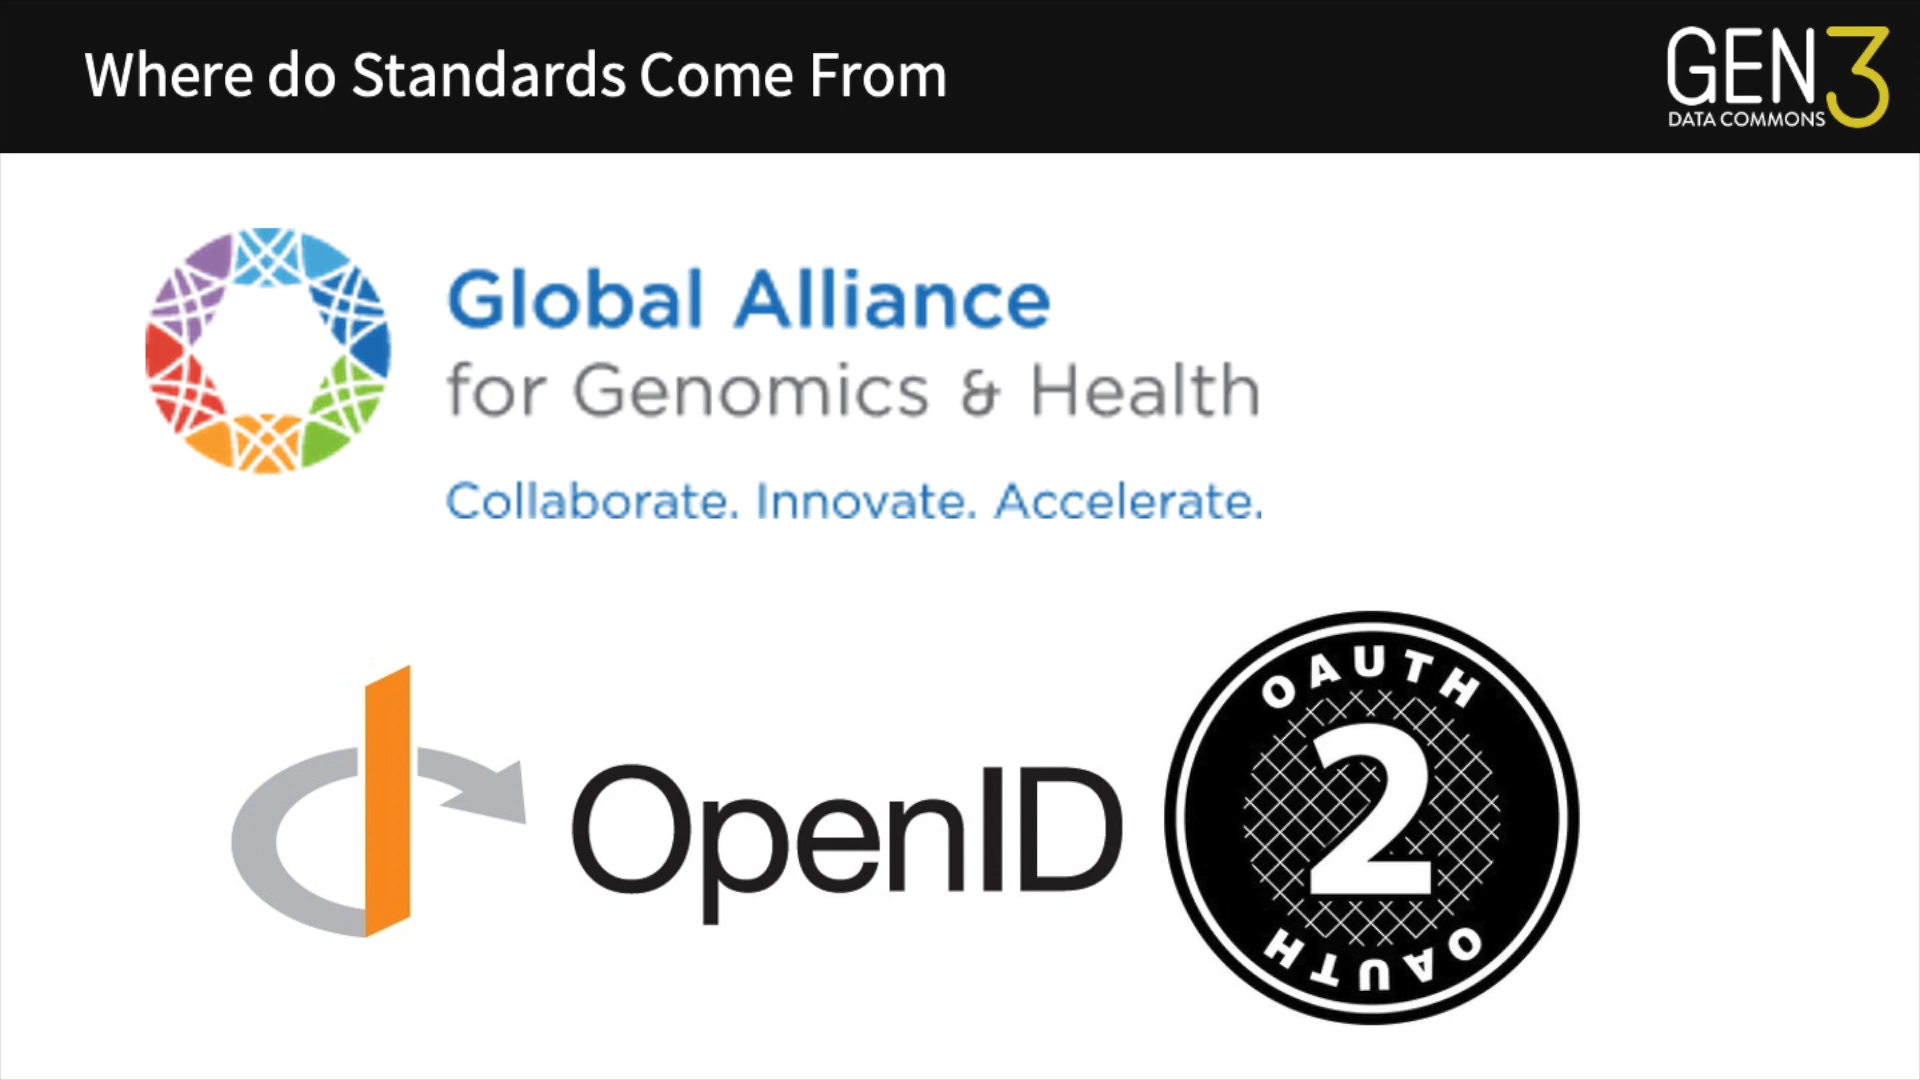 Where do Standards Come From
GEN3
DATA COMMONS
Global Alliance
for Genomics & Health
Collaborate. Innovate. Accelerate.
OpenID
OAUTH
2
OAUTH